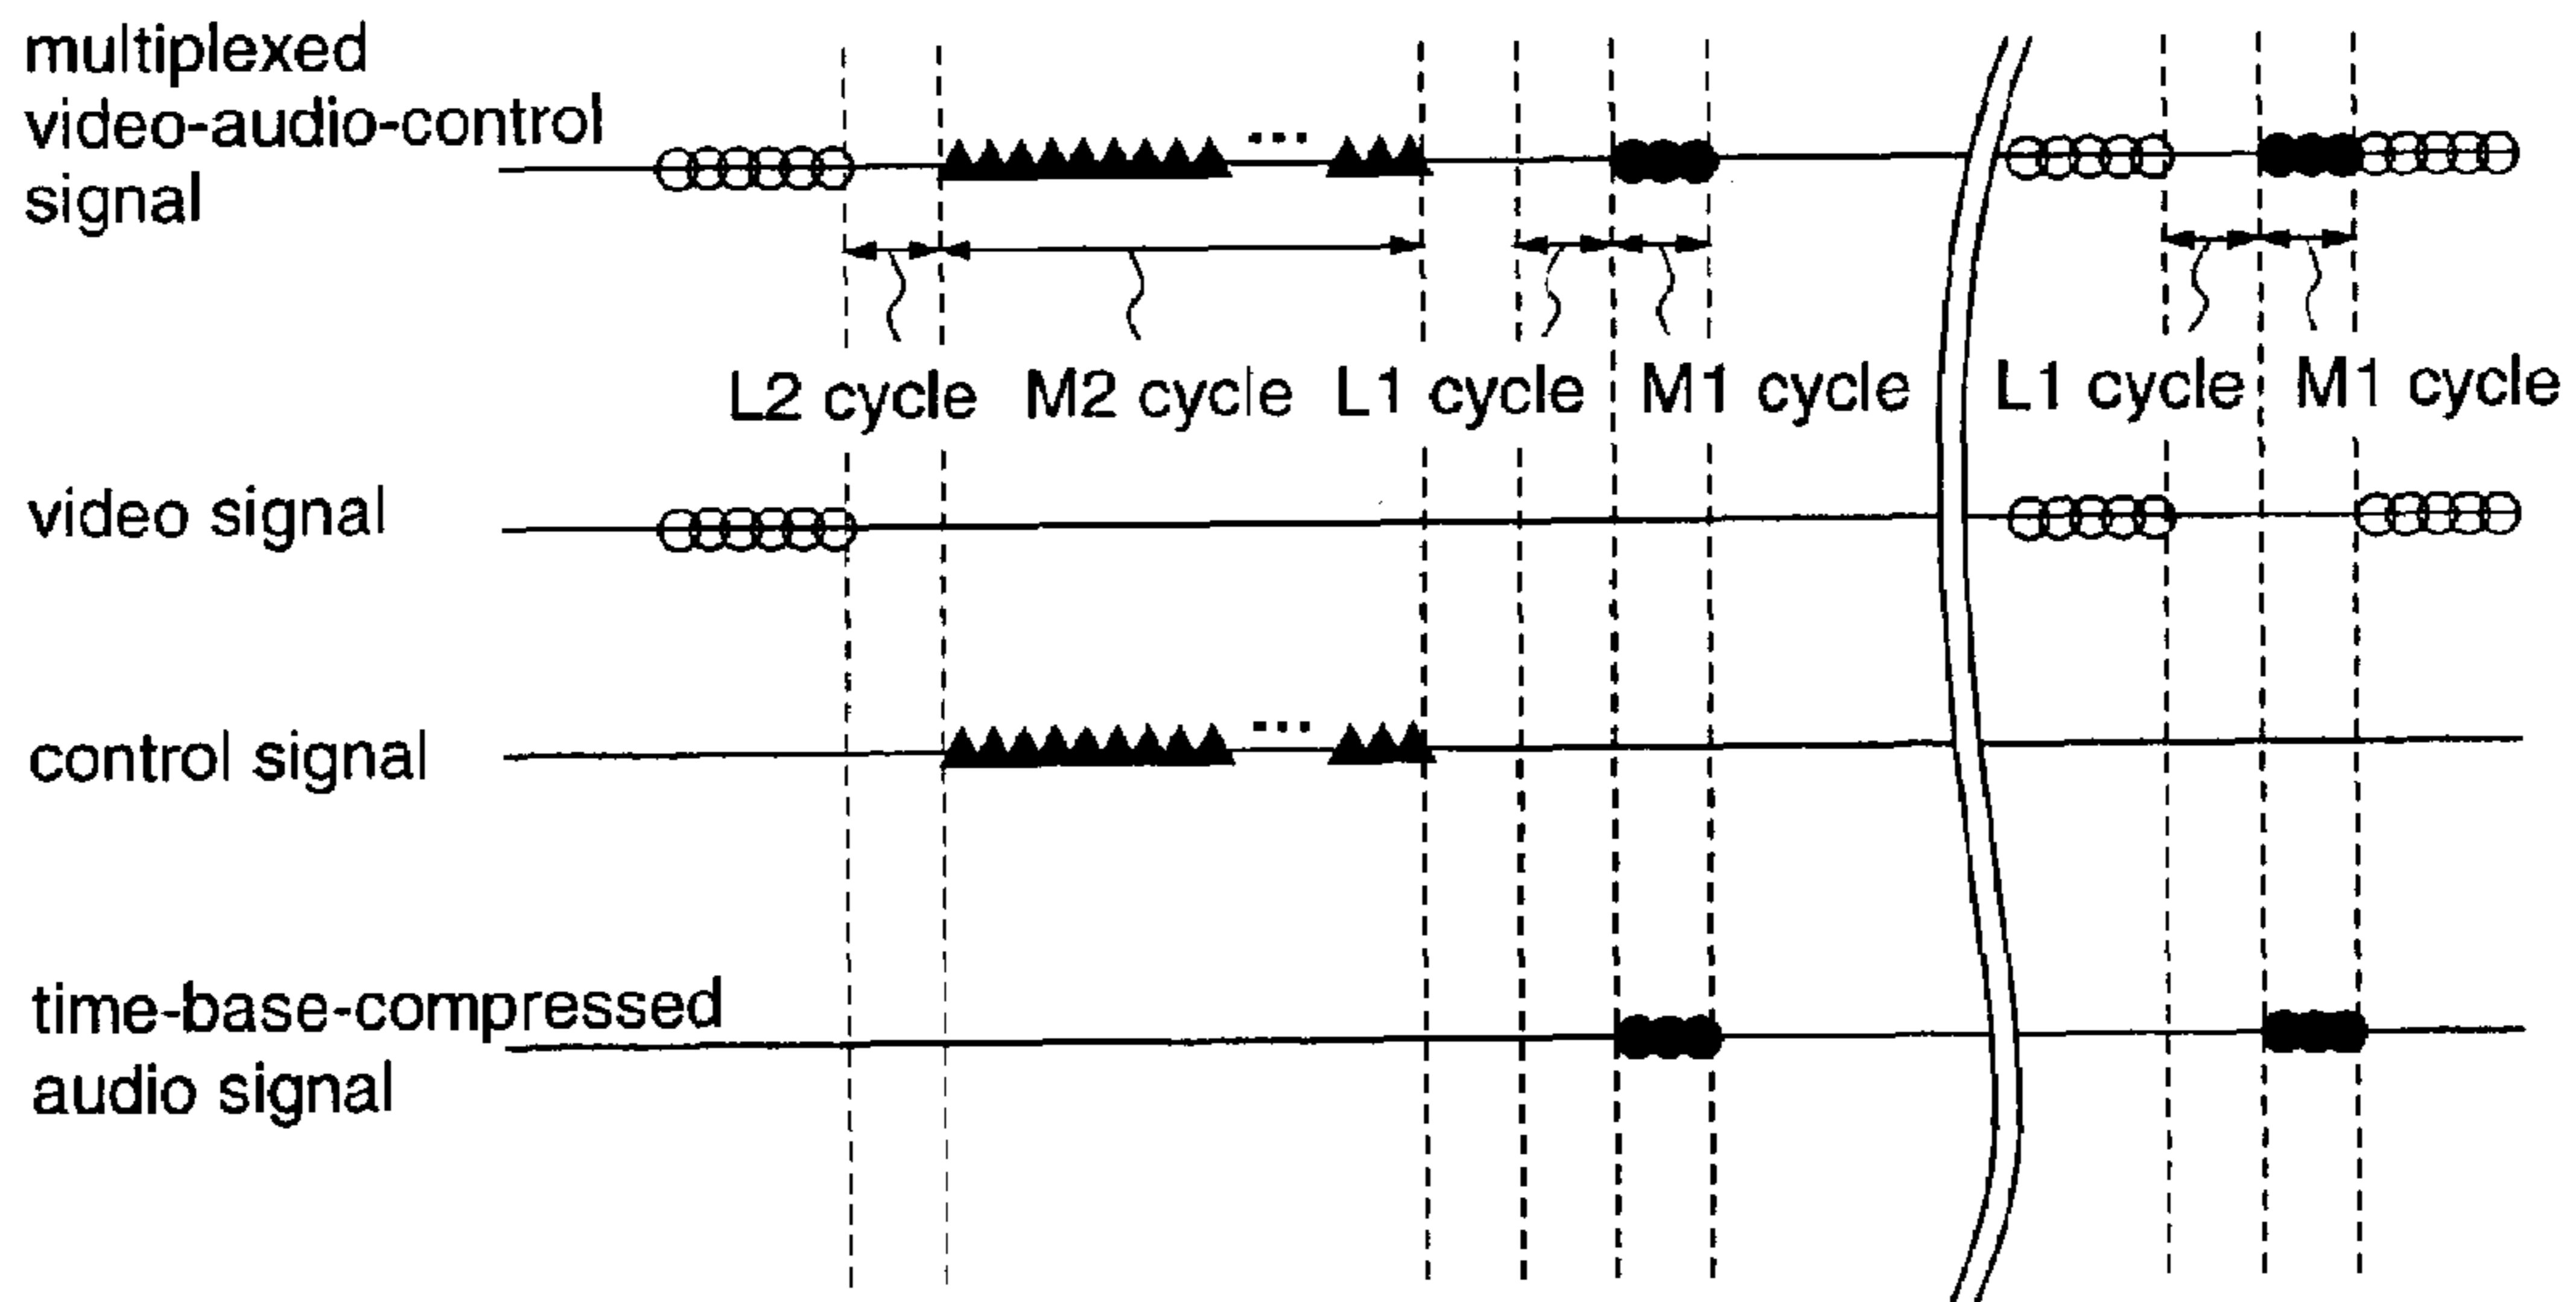 multiplexed
video-audio-control
signal
...
L2 cycle M2 cycle L1 cycle M1 cycle L1 cycle M1 cycle
video signal
control signal
...
time-base-compressed
audio signal